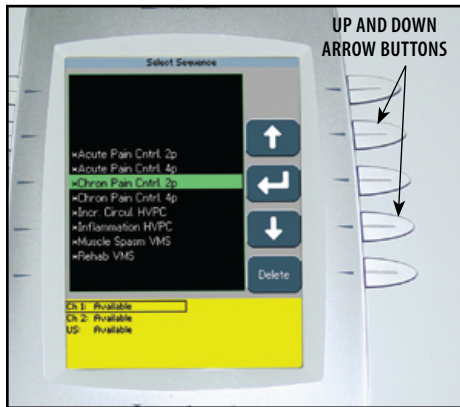 UP AND DOWN
ARROW BUTTONS
Select Sequence
*Acute Pain Cntrl. 2p
*Acute Pain Cntrl. 4p
*Chron Pain Cntrl. 2p
*Chron Pain Cntrl. 4p
*Incr. Circul. HVPC
*Inflammation HVPC
*Muscle Spasm VMS
*Rehab VMS
Delete
Ch 1: Available
Ch 2: Available
US: Available